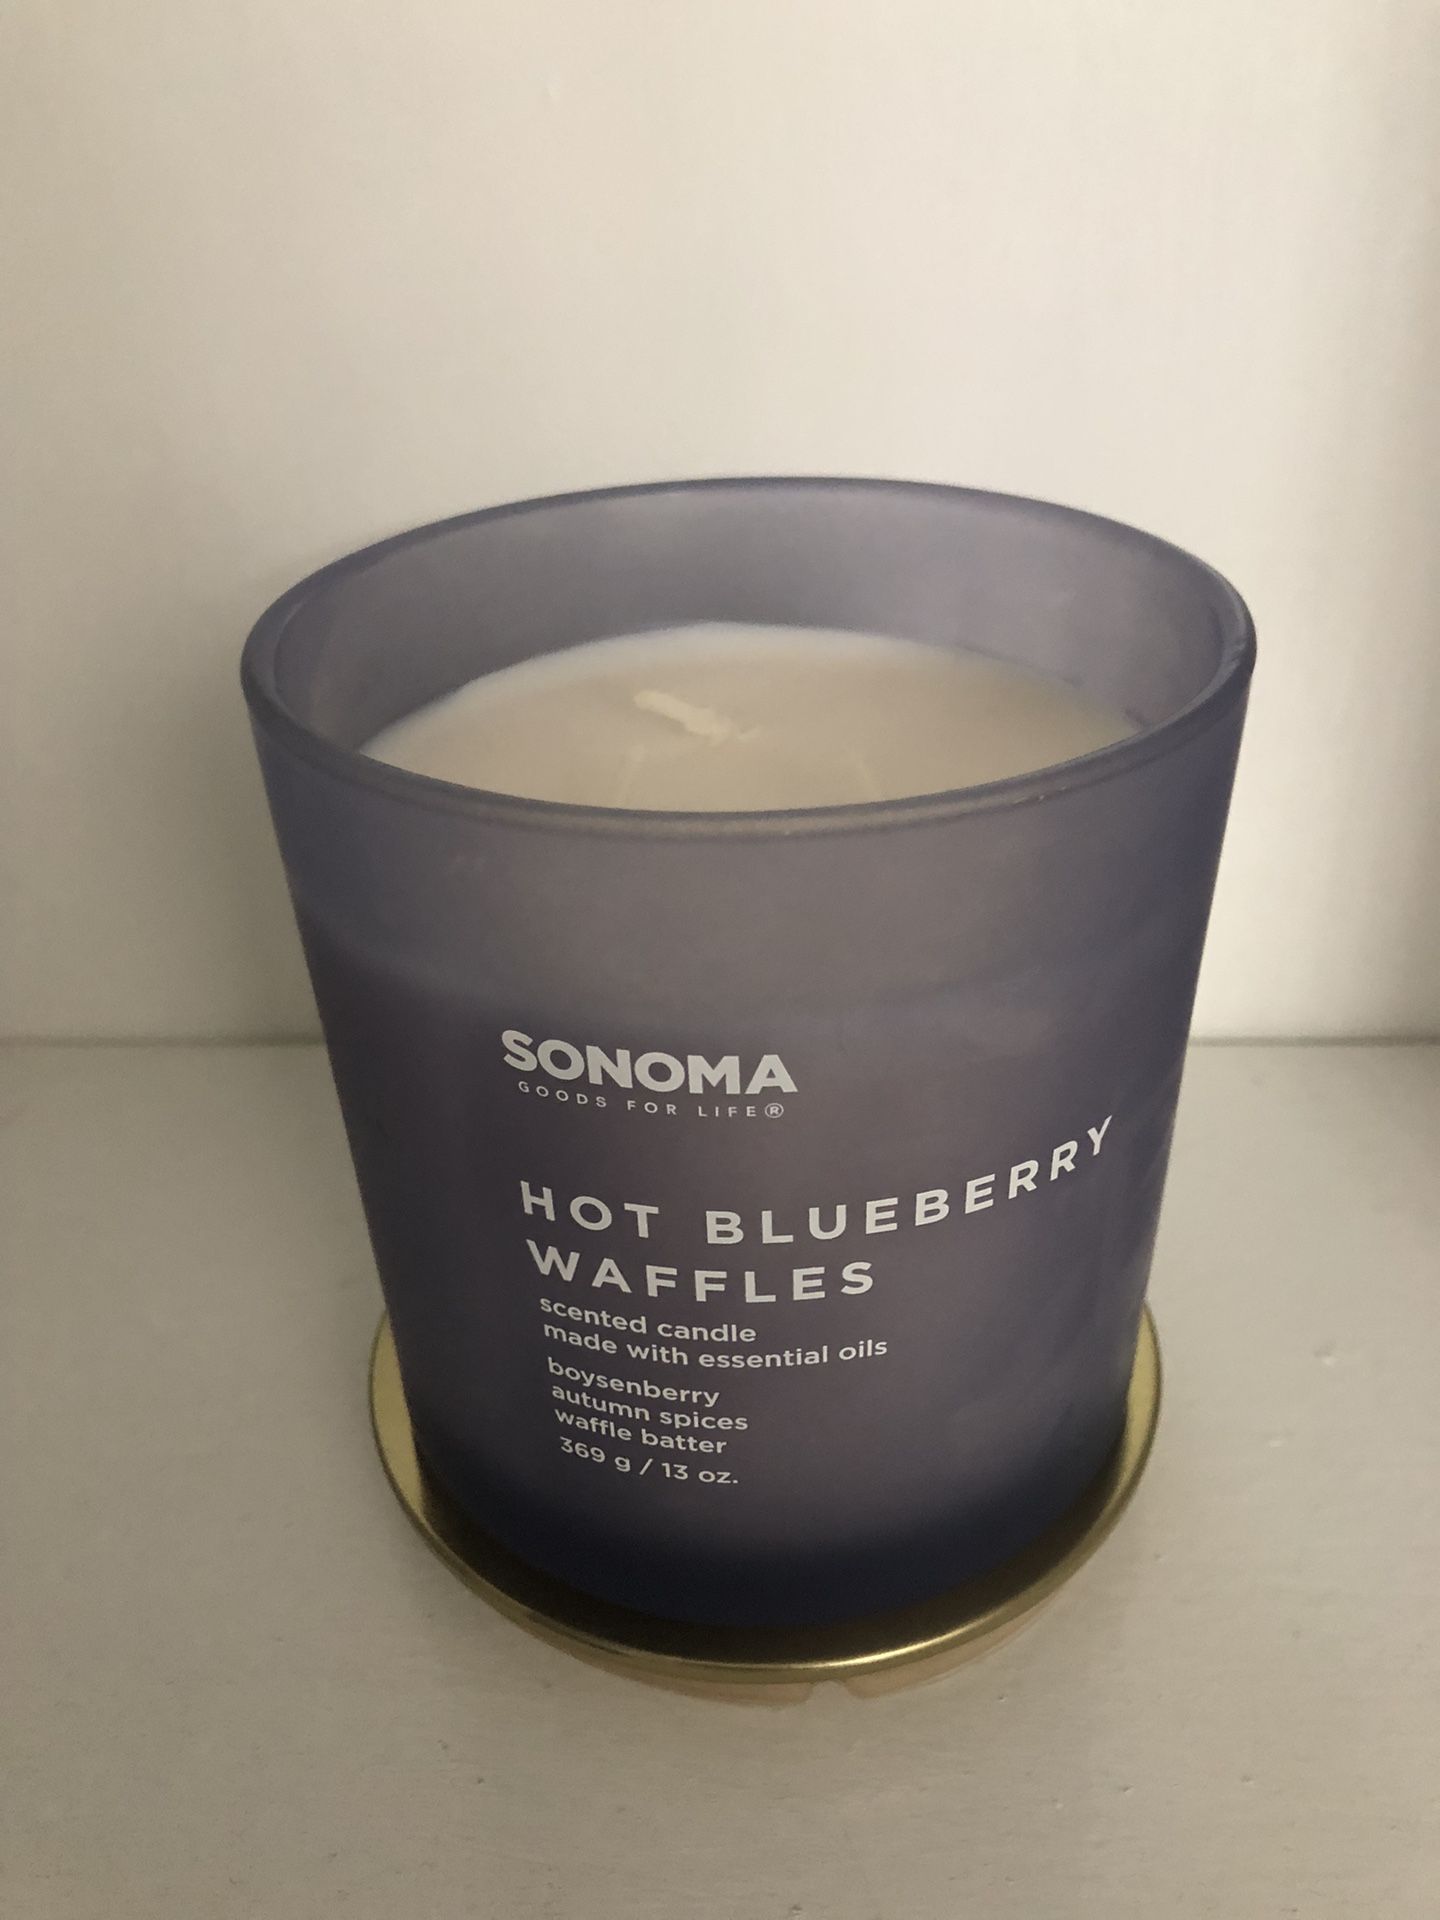 SONOMA
GOODS FOR LIFE®
HOT BLUEBERRY
WAFFLES
scented candle
made with essential oils
boysenberry
autumn spices
waffle batter
369 g / 13 oz.